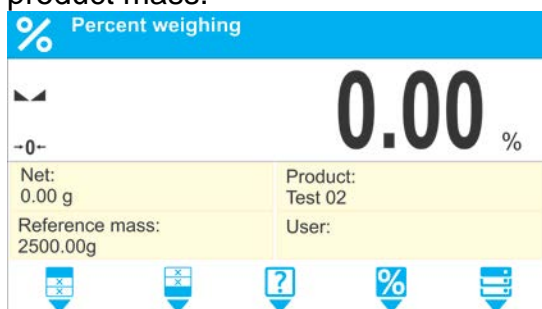 product mass.
% Percent weighing
0.00 %
→0←
Net:
0.00 g
Product:
Test 02
Reference mass:
2500.00g
User:
? %